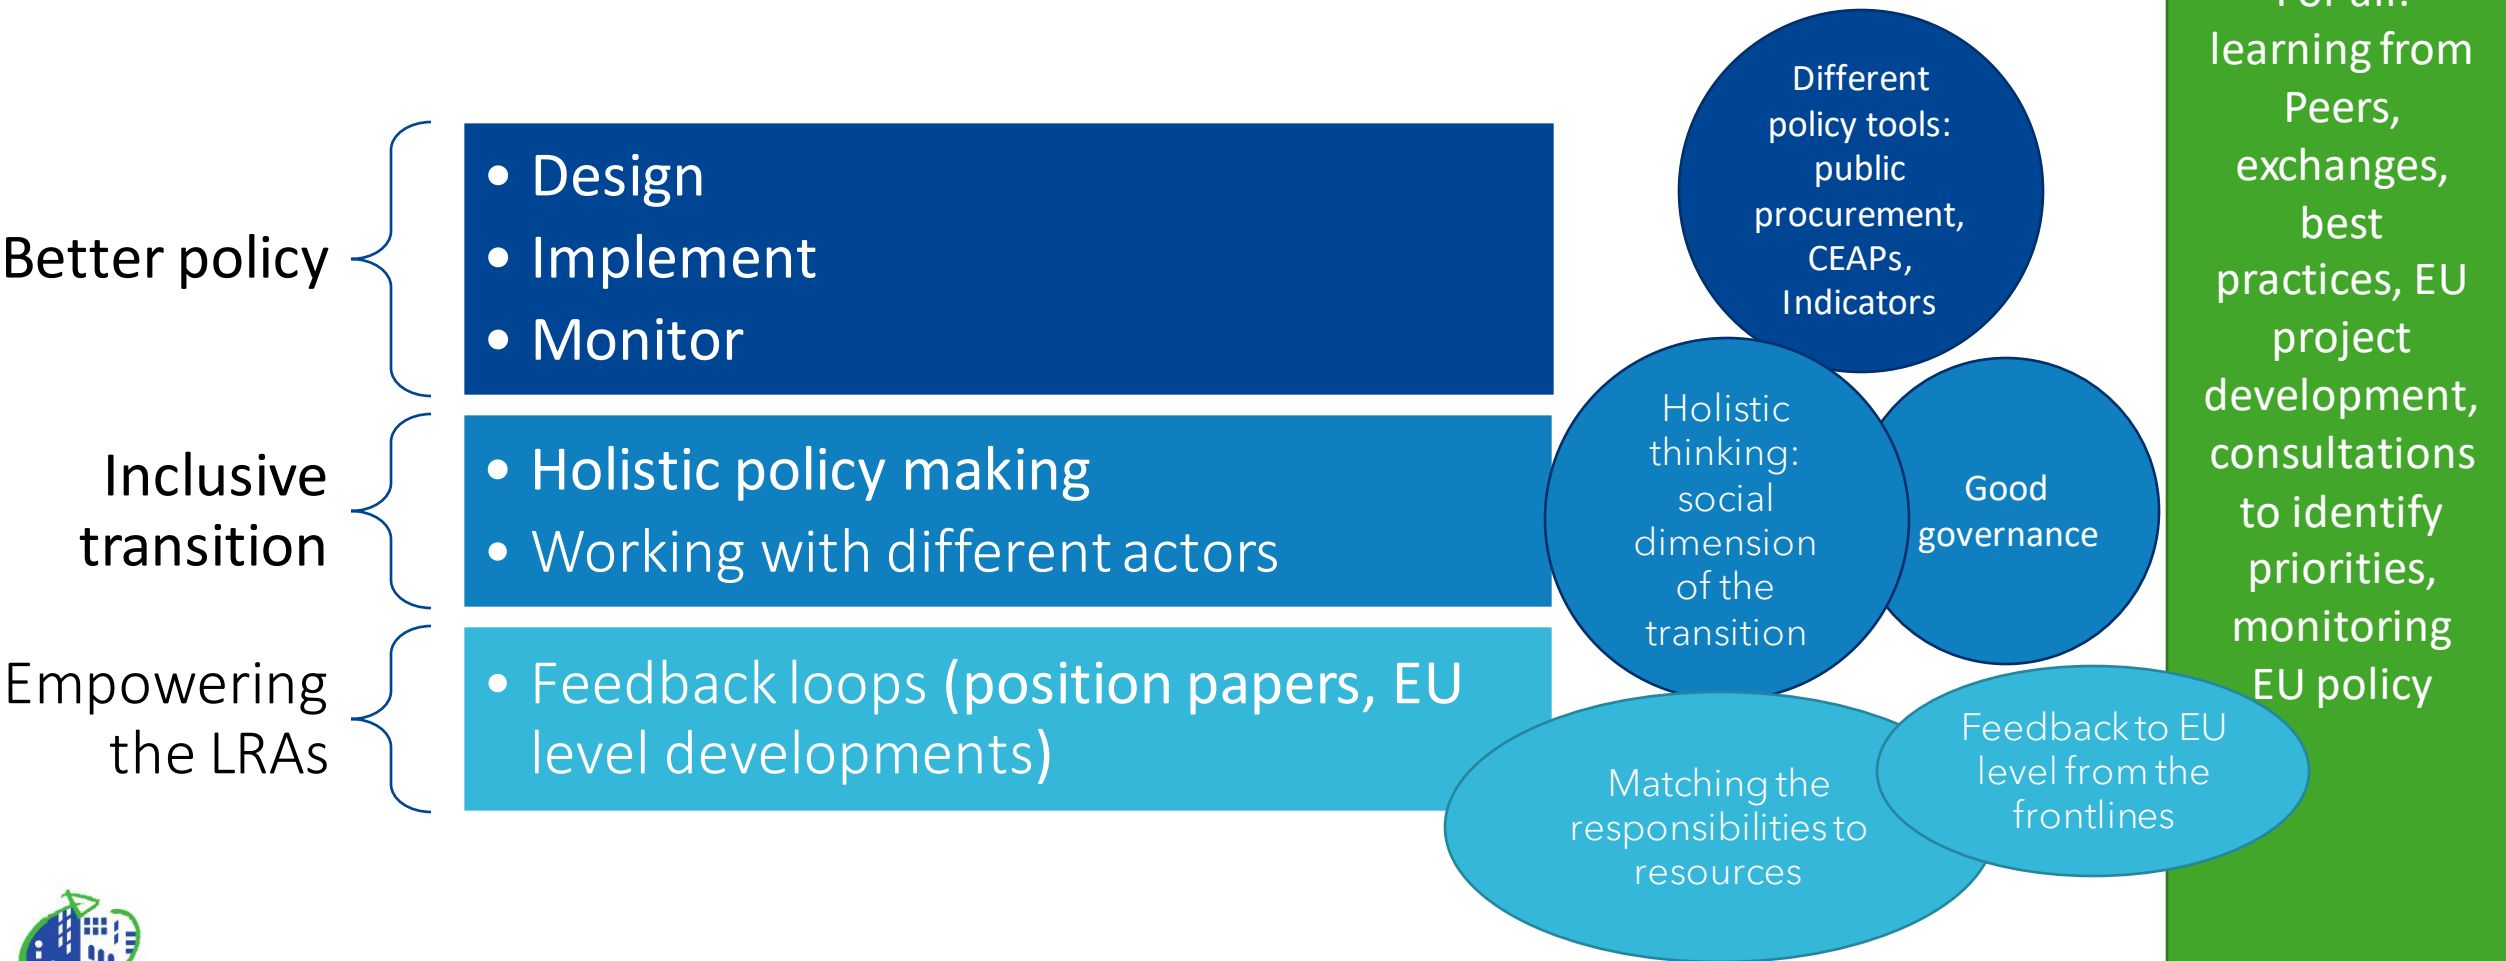 Better policy
• Design
• Implement
• Monitor
Inclusive
transition
• Holistic policy making
• Working with different actors
Empowering
the LRAs
• Feedback loops (position papers, EU
level developments)
Different
policy tools:
public
procurement,
CEAPs,
Indicators
Holistic
thinking:
social
dimension
of the
transition
Good
governance
Matching the
responsibilities to
resources
Feedback to EU
level from the
frontlines
For all:
learning from
Peers,
exchanges,
best
practices, EU
project
development,
consultations
to identify
priorities,
monitoring
EU policy